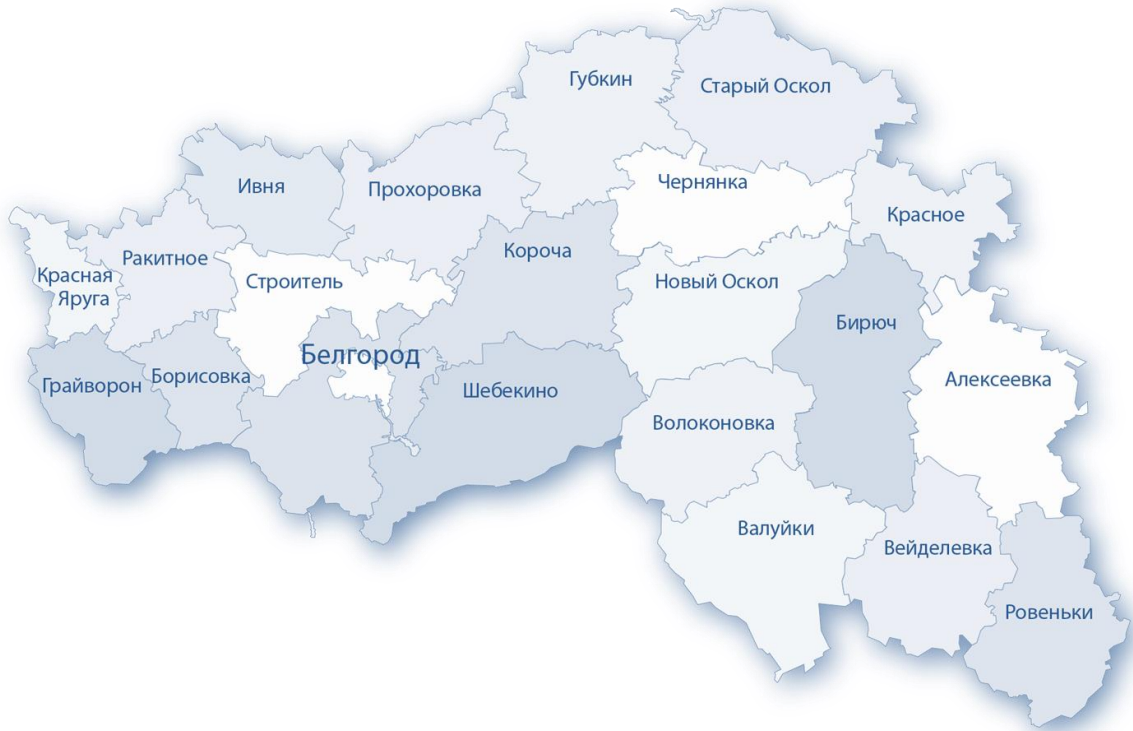 Губкин
Старый Оскол
Ивня
Прохоровка
Чернянка
Красное
Красная
Яруга
Ракитное
Строитель
Короча
Новый Оскол
Бирюч
Белгород
Грайворон
Борисовка
Шебекино
Алексеевка
Волоконовка
Валуйки
Вейделевка
Ровеньки